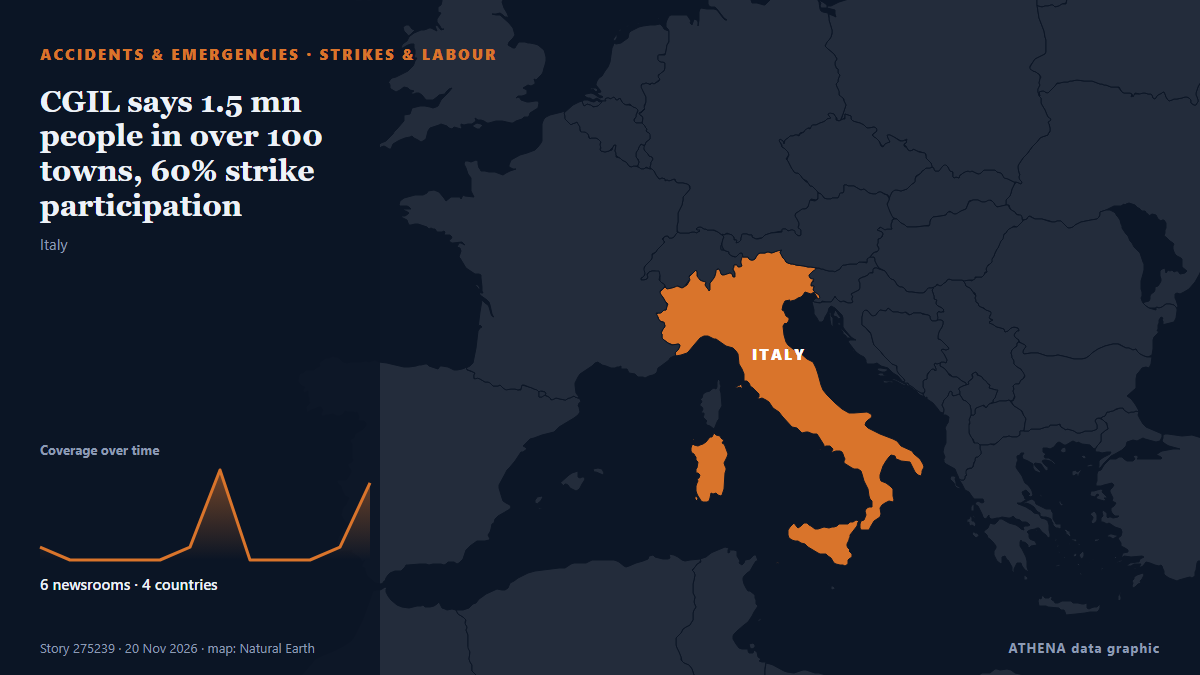 ACCIDENTS & EMERGENCIES · STRIKES & LABOUR
CGIL says 1.5 mn
people in over 100
towns, 60% strike
participation
Italy
ITALY
Coverage over time
6 newsrooms · 4 countries
Story 275239 · 20 Nov 2026 · map: Natural Earth
ATHENA data graphic